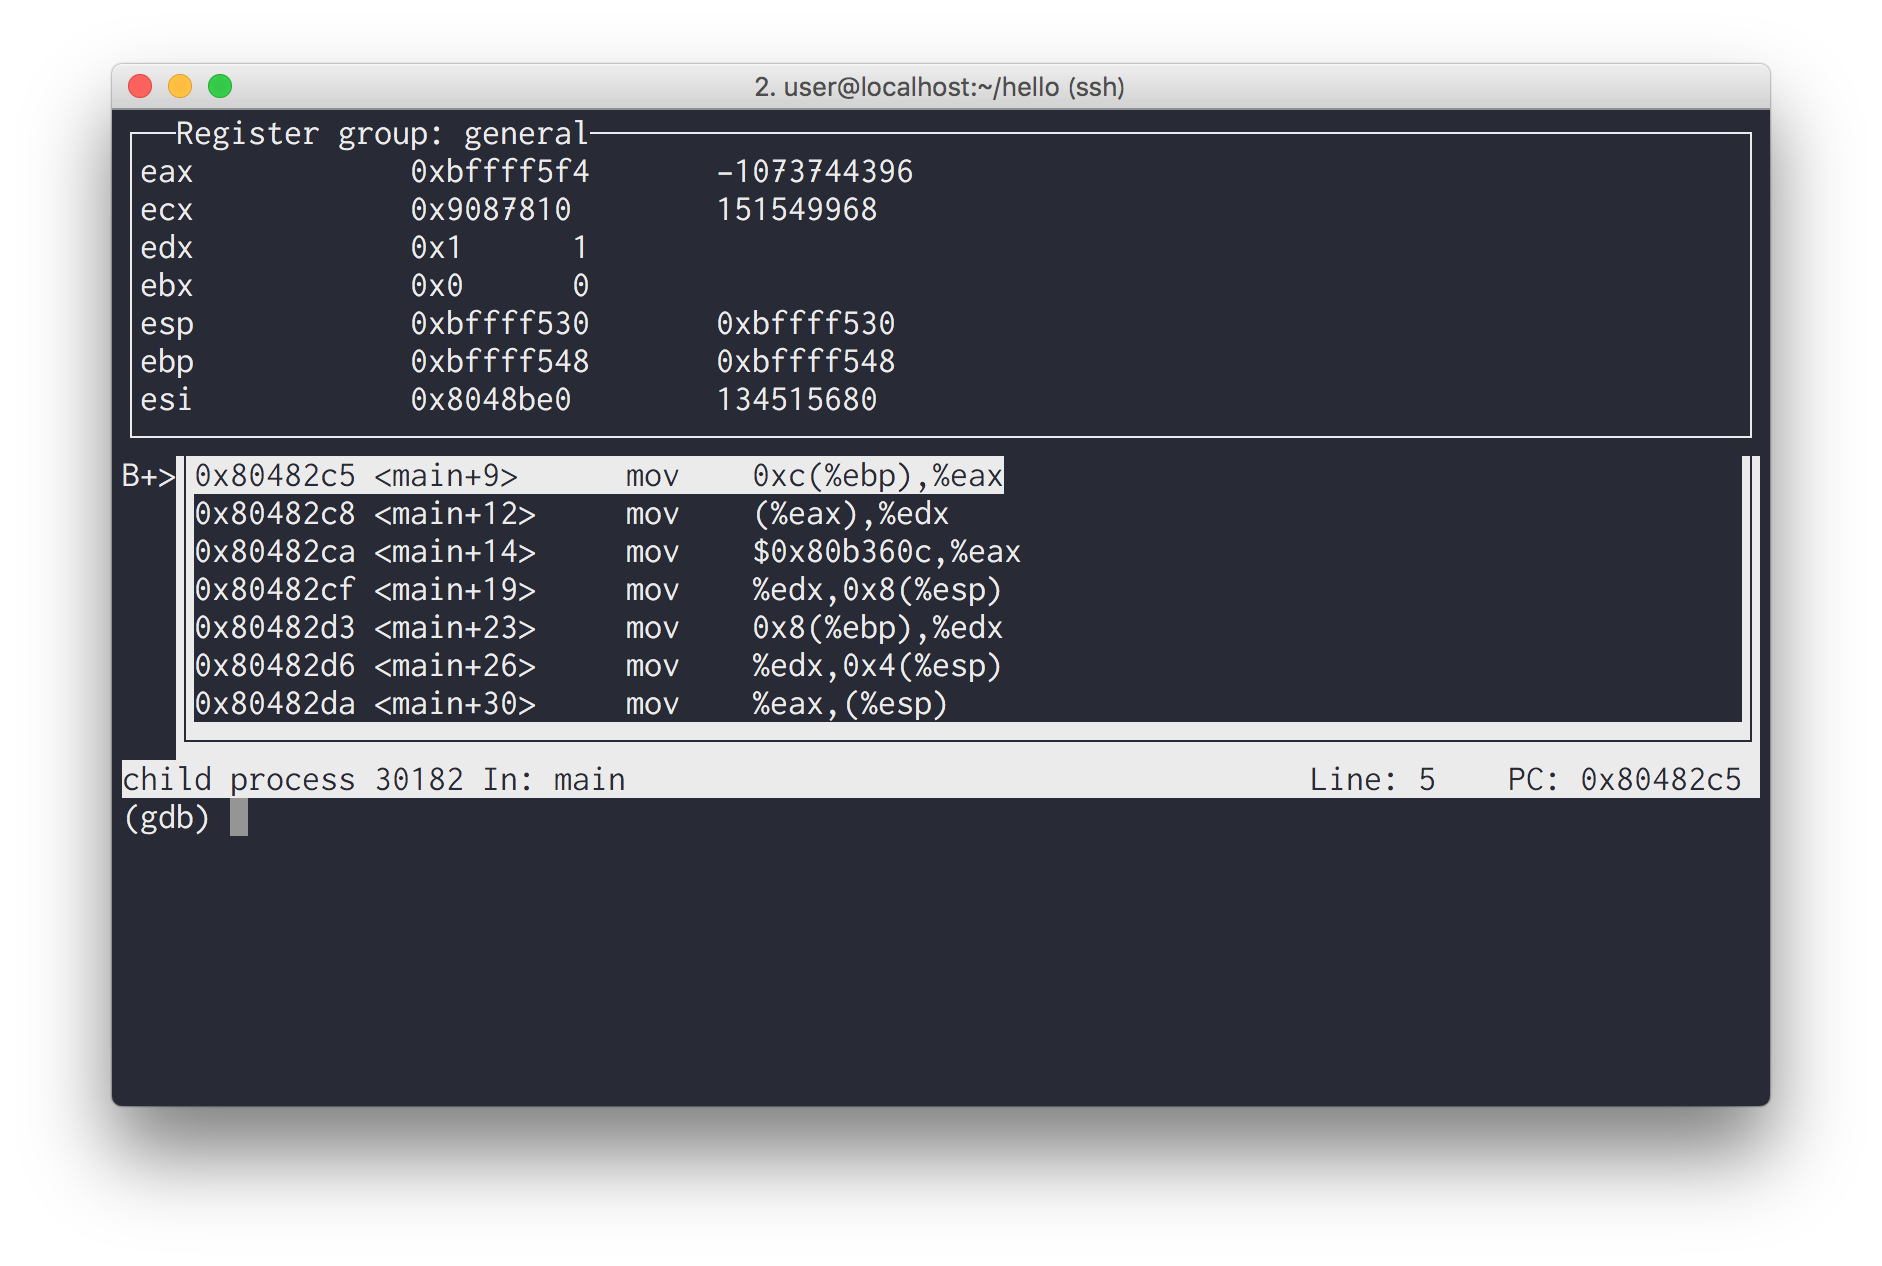 2. user@localhost:~/hello (ssh)
Register group: general
eax 0xbffff5f4 -1073744396
ecx 0x9087810 151549968
edx 0x1 1
ebx 0x0 0
esp 0xbffff530 0xbffff530
ebp 0xbffff548 0xbffff548
esi 0x8048be0 134515680
B+> 0x80482c5 <main+9> mov 0xc(%ebp),%eax
0x80482c8 <main+12> mov (%eax),%edx
0x80482ca <main+14> mov $0x80b360c,%eax
0x80482cf <main+19> mov %edx,0x8(%esp)
0x80482d3 <main+23> mov 0x8(%ebp),%edx
0x80482d6 <main+26> mov %edx,0x4(%esp)
0x80482da <main+30> mov %eax,(%esp)
child process 30182 In: main Line: 5 PC: 0x80482c5
(gdb)